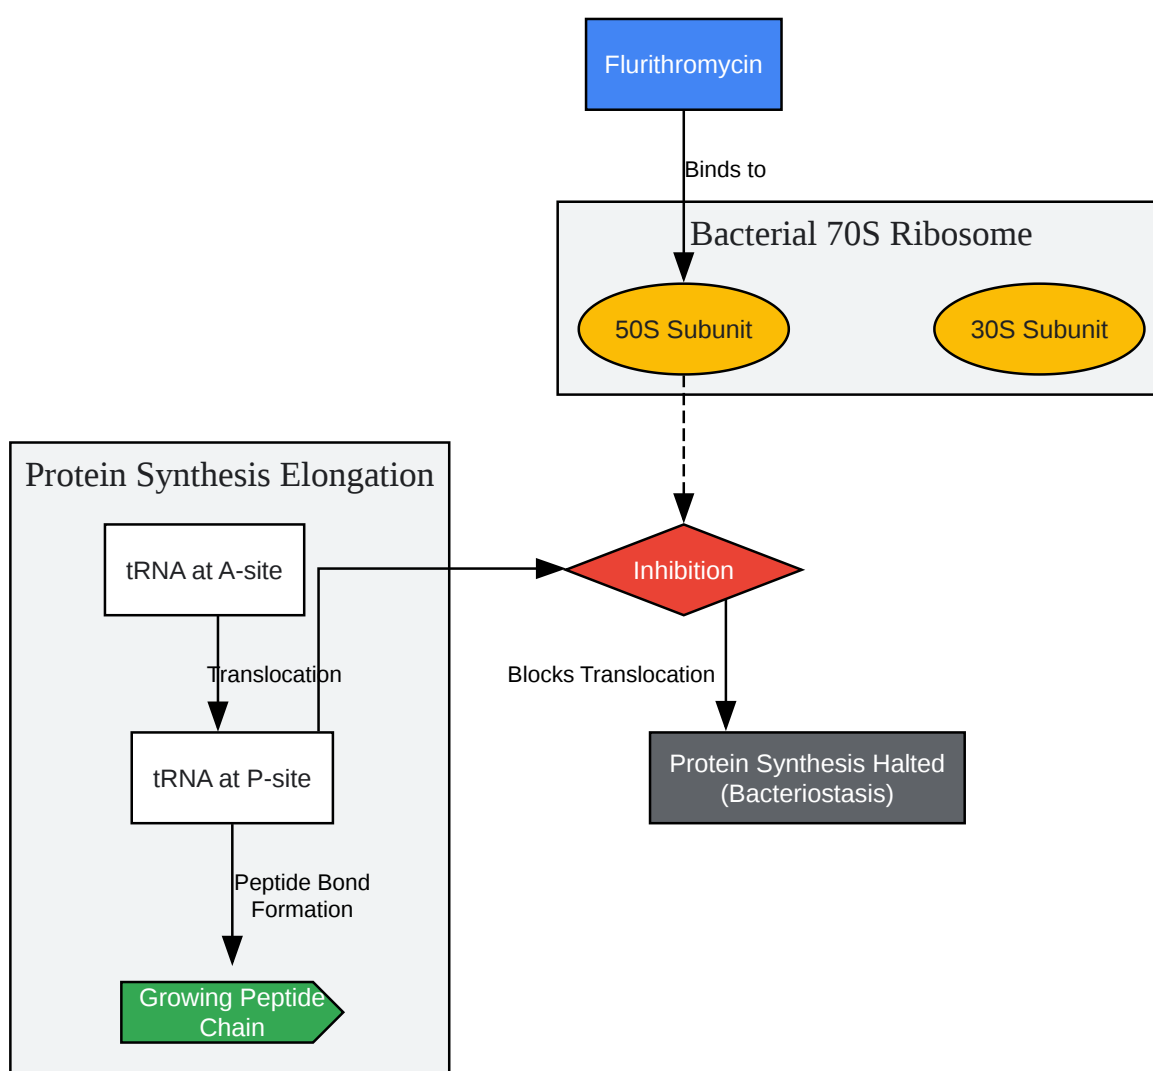 Flurithromycin
Binds to
Bacterial 70S Ribosome
50S Subunit
30S Subunit
Protein Synthesis Elongation
tRNA at A-site
Inhibition
Translocation
Blocks Translocation
tRNA at P-site
Protein Synthesis Halted
(Bacteriostasis)
Peptide Bond
Formation
Growing Peptide
Chain